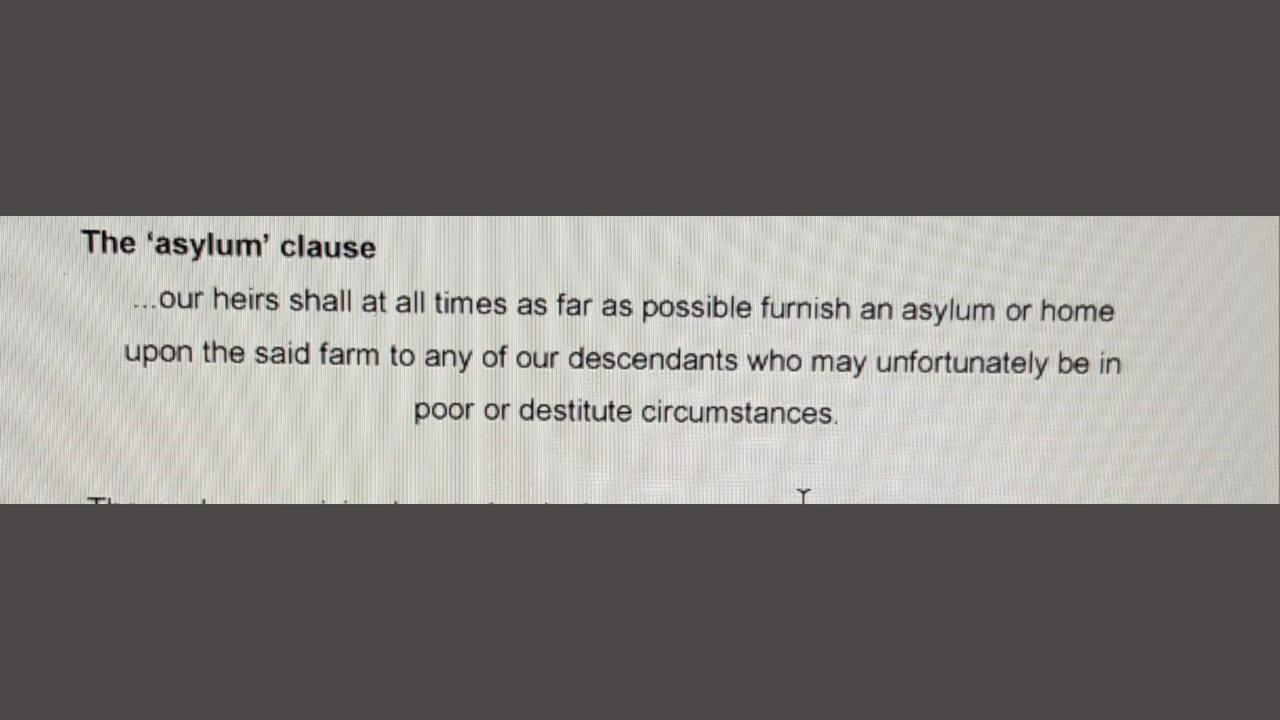 The ‘asylum’ clause
...our heirs shall at all times as far as possible furnish an asylum or home
upon the said farm to any of our descendants who may unfortunately be in
poor or destitute circumstances.